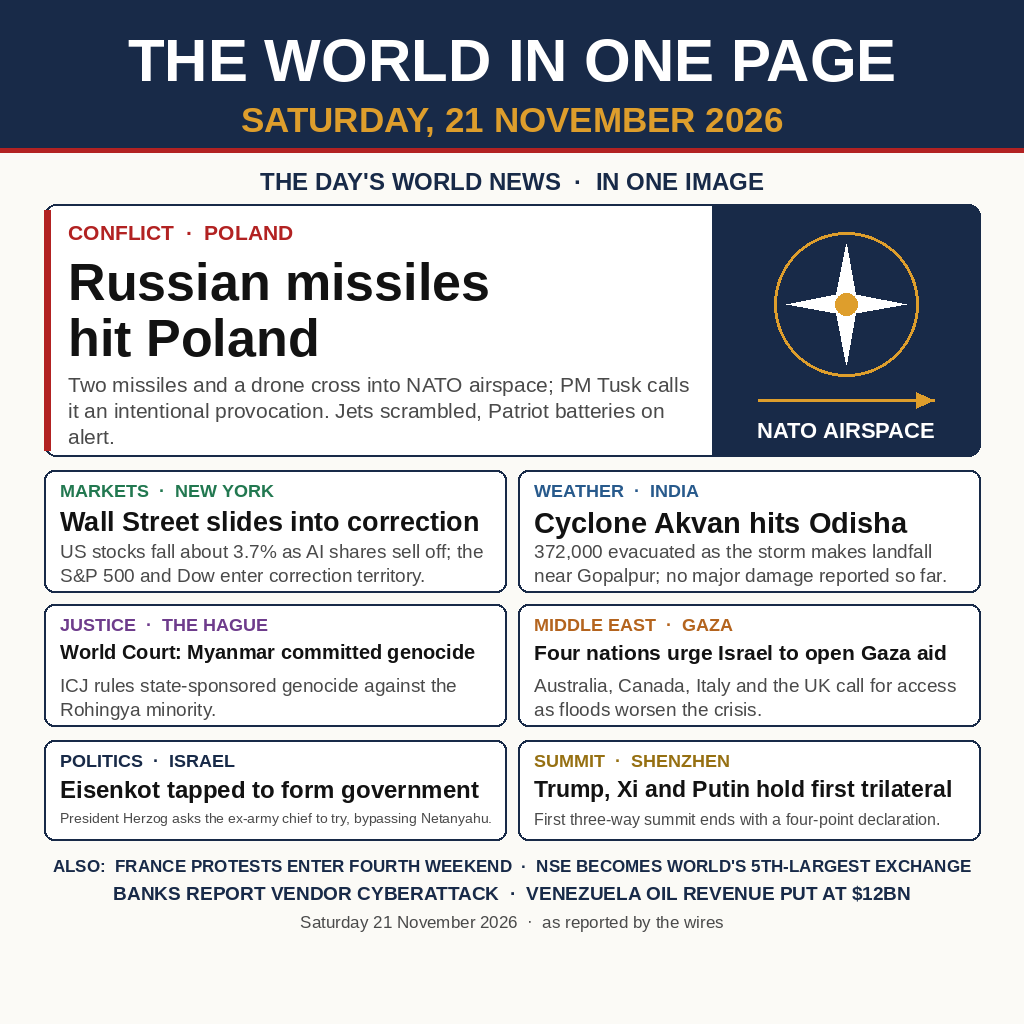 THE WORLD IN ONE PAGE
SATURDAY, 21 NOVEMBER 2026
THE DAY'S WORLD NEWS · IN ONE IMAGE
CONFLICT · POLAND
Russian missiles
hit Poland
Two missiles and a drone cross into NATO airspace; PM Tusk calls
it an intentional provocation. Jets scrambled, Patriot batteries on
alert.
NATO AIRSPACE
MARKETS · NEW YORK
Wall Street slides into correction
US stocks fall about 3.7% as AI shares sell off; the
S&P 500 and Dow enter correction territory.
WEATHER · INDIA
Cyclone Akvan hits Odisha
372,000 evacuated as the storm makes landfall
near Gopalpur; no major damage reported so far.
JUSTICE · THE HAGUE
World Court: Myanmar committed genocide
ICJ rules state-sponsored genocide against the
Rohingya minority.
MIDDLE EAST · GAZA
Four nations urge Israel to open Gaza aid
Australia, Canada, Italy and the UK call for access
as floods worsen the crisis.
POLITICS · ISRAEL
Eisenkot tapped to form government
President Herzog asks the ex-army chief to try, bypassing Netanyahu.
SUMMIT · SHENZHEN
Trump, Xi and Putin hold first trilateral
First three-way summit ends with a four-point declaration.
ALSO: FRANCE PROTESTS ENTER FOURTH WEEKEND · NSE BECOMES WORLD'S 5TH-LARGEST EXCHANGE
BANKS REPORT VENDOR CYBERATTACK · VENEZUELA OIL REVENUE PUT AT $12BN
Saturday 21 November 2026 · as reported by the wires